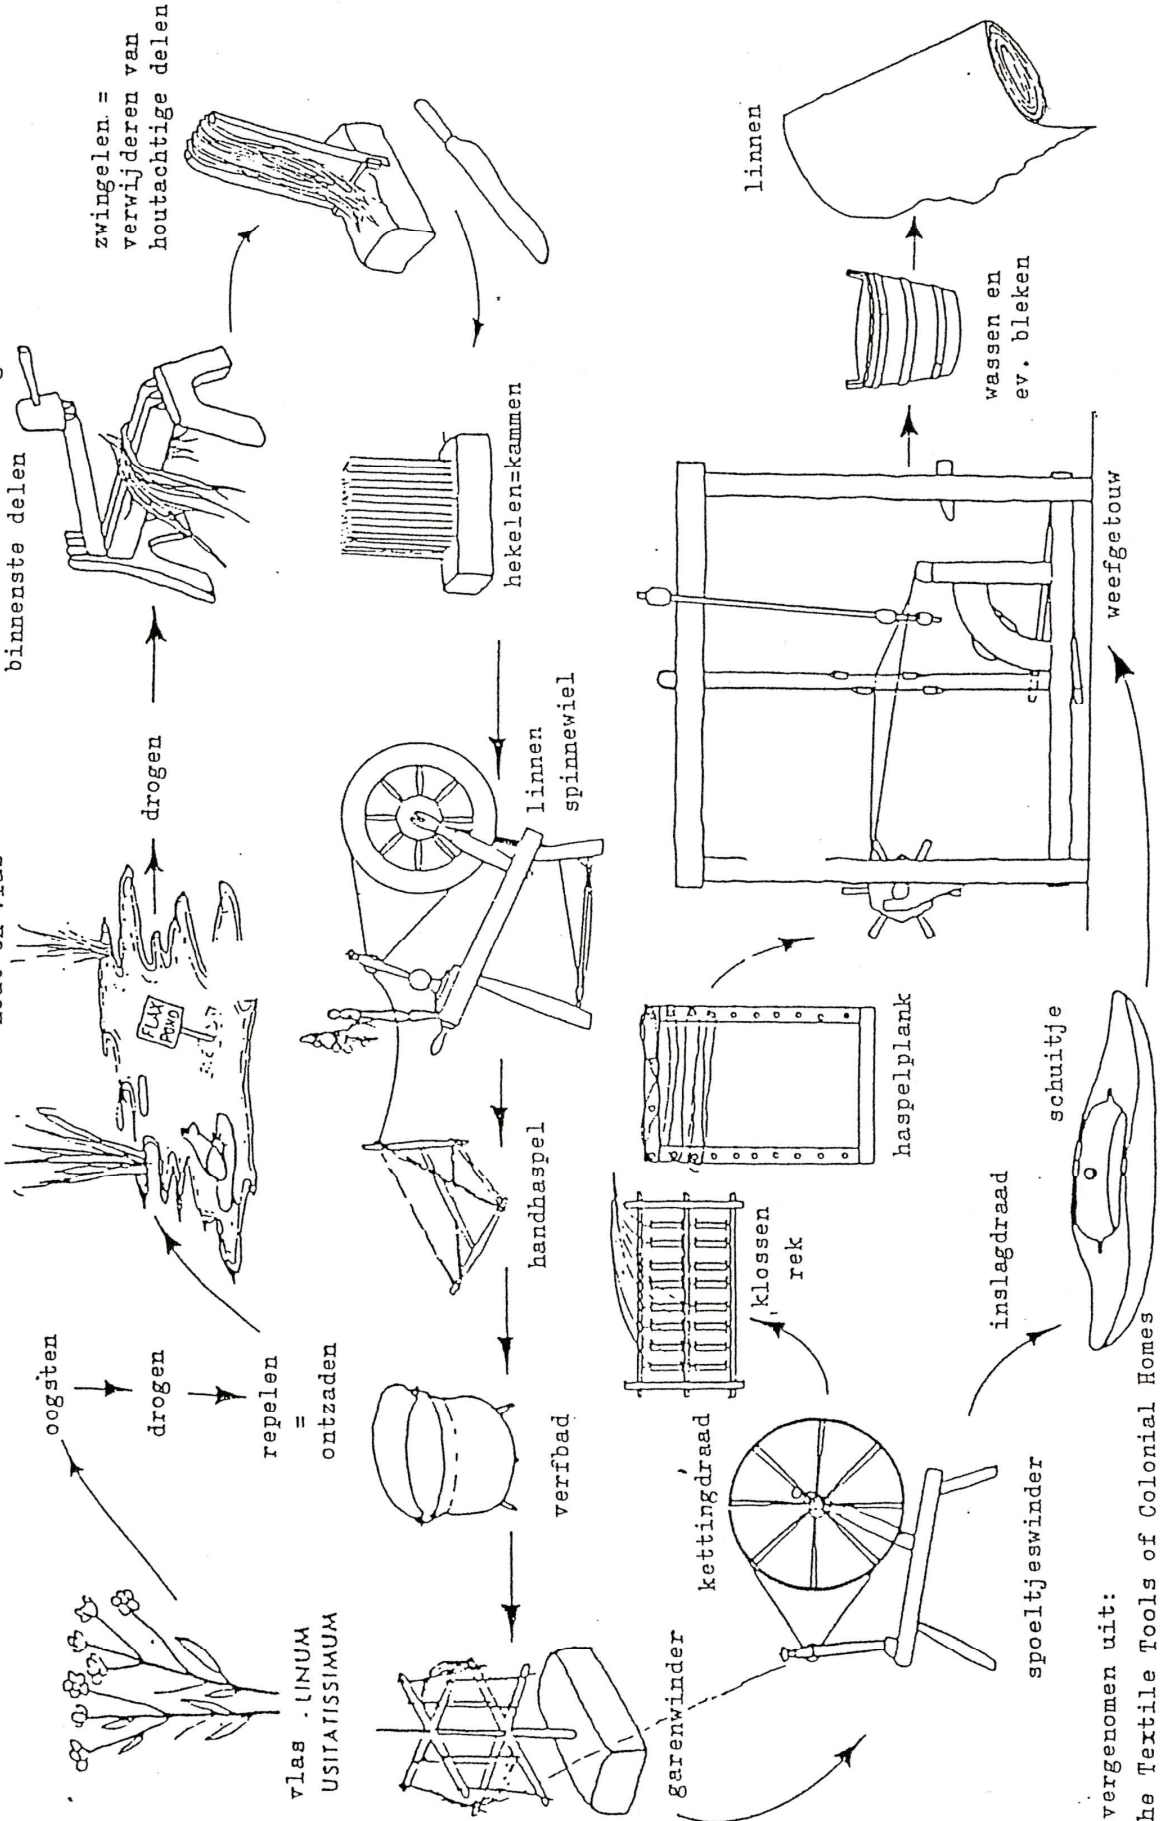 binnenste delen
zwingelen =
verwijderen van
houtachtige delen
oogsten
drogen
repelen
=
ontzaden
FLAX
POND
drogen
vlas . LINUM
USITATISSIMUM
verfbad
handhaspel
linnen
spinnewiel
hekelen=kammen
garenwinder
kettingdraad
klossen
rek
haspelplank
weefgetouw
wassen en
ev. bleken
linnen
spoeltjeswinder
inslagdraad
schuitje
vergenomen uit:
he Textile Tools of Colonial Homes